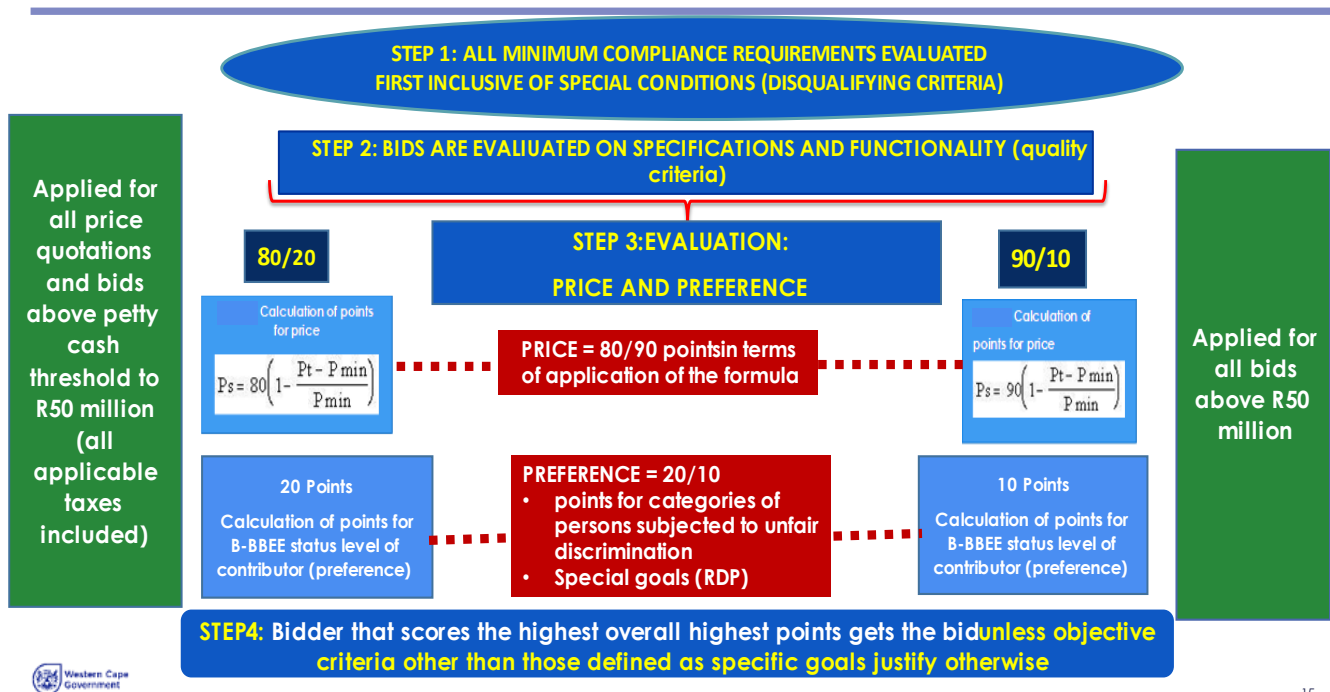 STEP 1: ALL MINIMUM COMPLIANCE REQUIREMENTS EVALUATED
FIRST INCLUSIVE OF SPECIAL CONDITIONS (DISQUALIFYING CRITERIA)
STEP 2: BIDS ARE EVALIUATED ON SPECIFICATIONS AND FUNCTIONALITY (quality
criteria)
Applied for
all price
quotations
and bids
above petty
cash
threshold to
R50 million
(all
applicable
taxes
included)
80/20
STEP 3:EVALUATION:
PRICE AND PREFERENCE
90/10
Calculation of points
for price
Ps = 80(1 - (Pt - P min) / P min)
PRICE = 80/90 pointsin terms
of application of the formula
Calculation of
points for price
Ps = 90(1 - (Pt - P min) / P min)
Applied for
all bids
above R50
million
20 Points
Calculation of points for
B-BBEE status level of
contributor (preference)
PREFERENCE = 20/10
• points for categories of
persons subjected to unfair
discrimination
• Special goals (RDP)
10 Points
Calculation of points for
B-BBEE status level of
contributor (preference)
STEP4: Bidder that scores the highest overall highest points gets the bidunless objective
criteria other than those defined as specific goals justify otherwise
Western Cape
Government
15